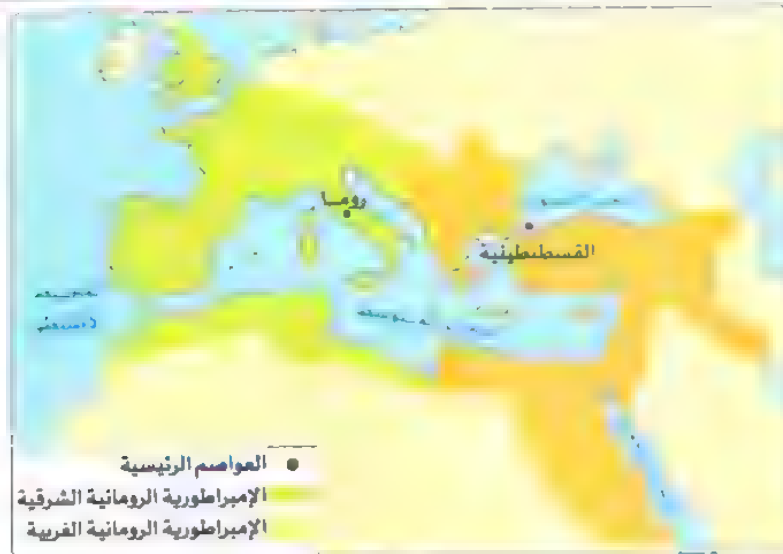 روما
القسطنطينية
العواصم الرئيسية
الإمبراطورية الرومانية الشرقية
الإمبراطورية الرومانية الغربية